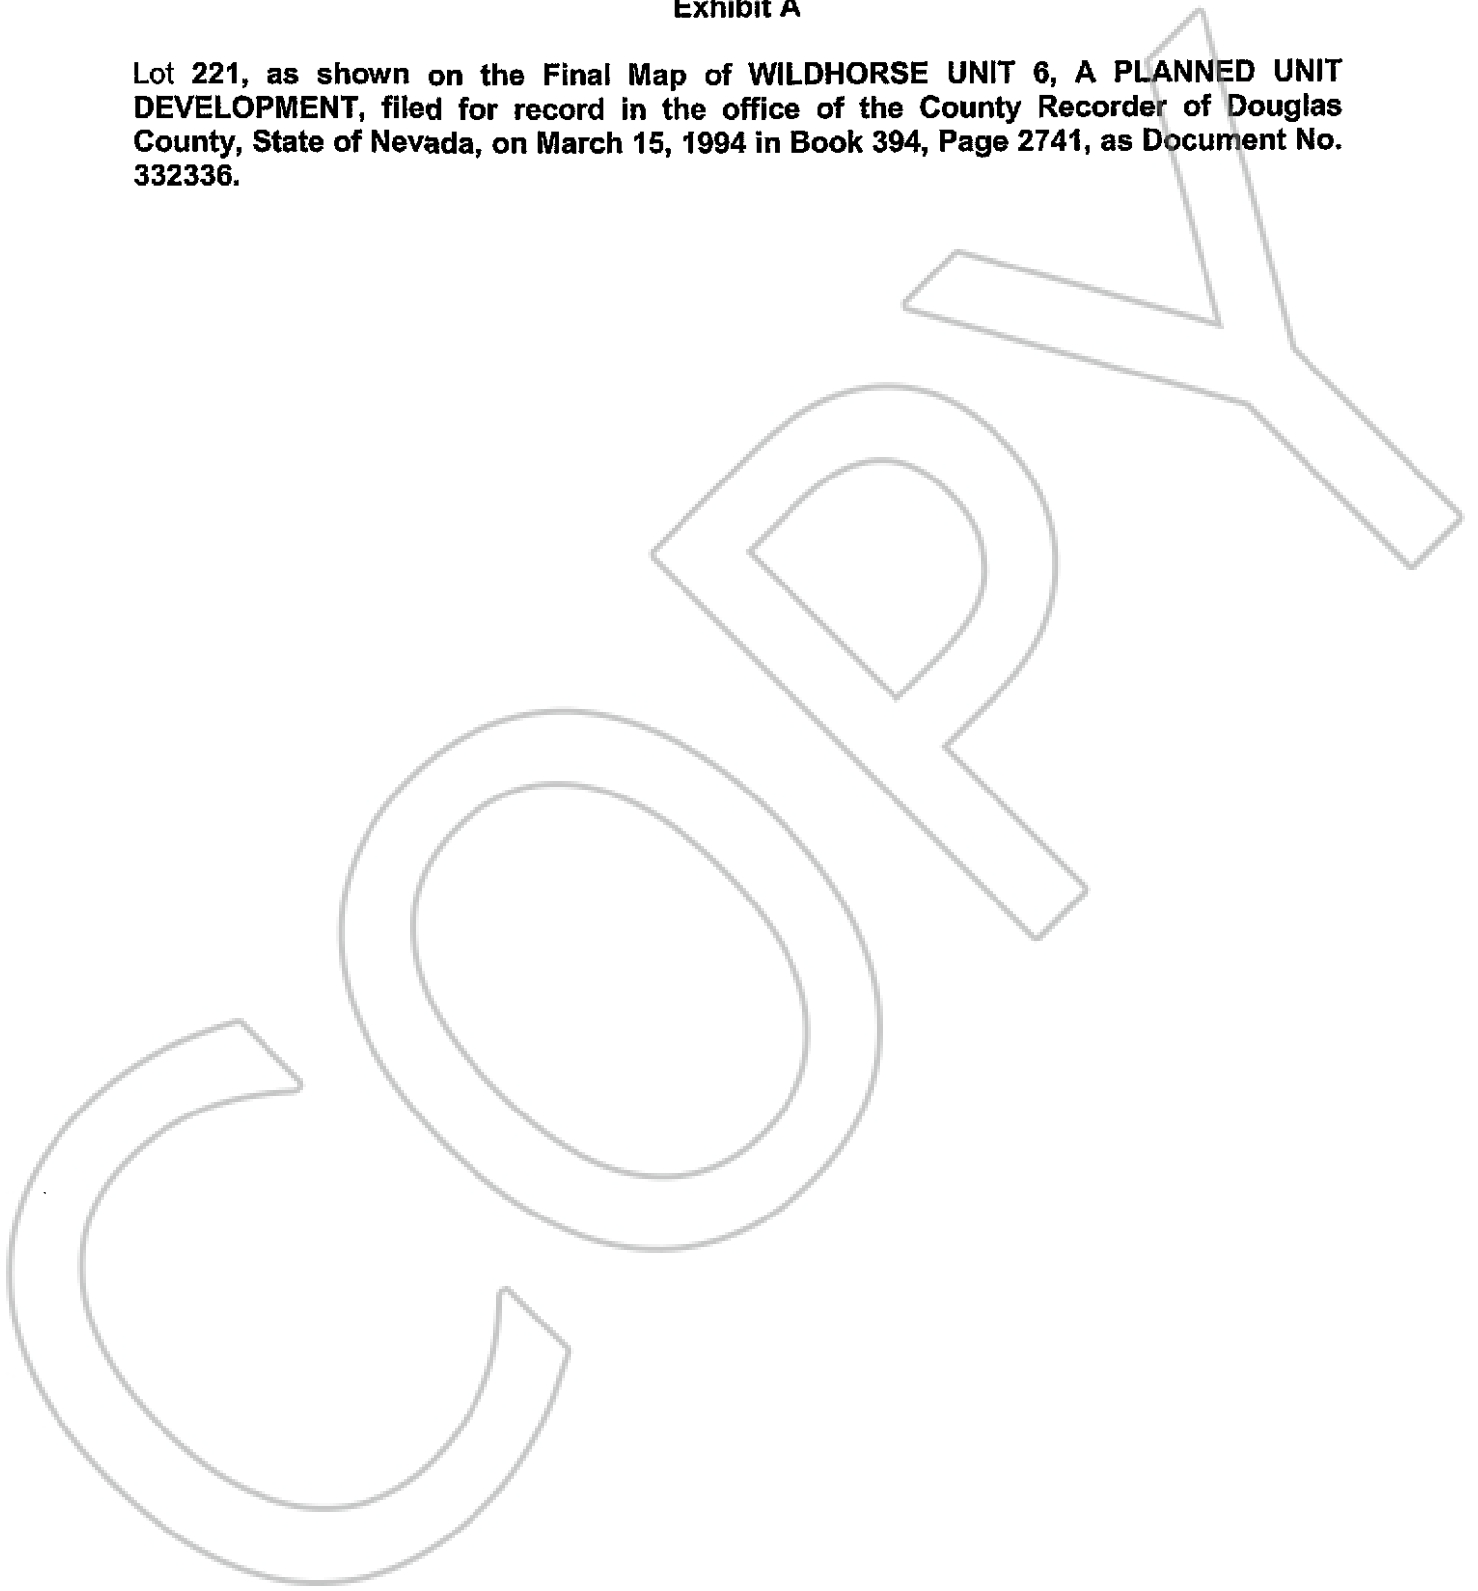 Exhibit A
Lot 221, as shown on the Final Map of WILDHORSE UNIT 6, A PLANNED UNIT
DEVELOPMENT, filed for record in the office of the County Recorder of Douglas
County, State of Nevada, on March 15, 1994 in Book 394, Page 2741, as Document No.
332336.
COPY